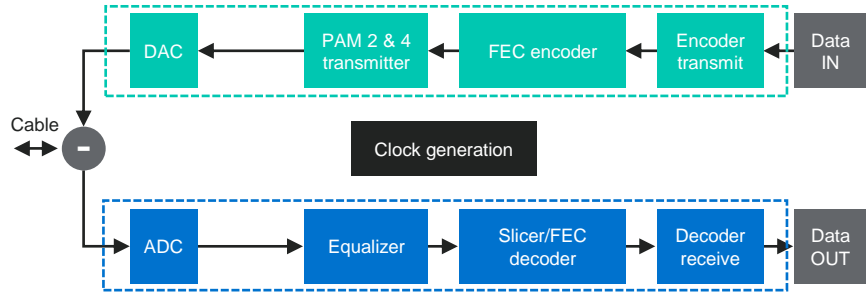 DAC
PAM 2 & 4
transmitter
FEC encoder
Encoder
transmit
Data
IN
Cable
-
Clock generation
ADC
Equalizer
Slicer/FEC
decoder
Decoder
receive
Data
OUT